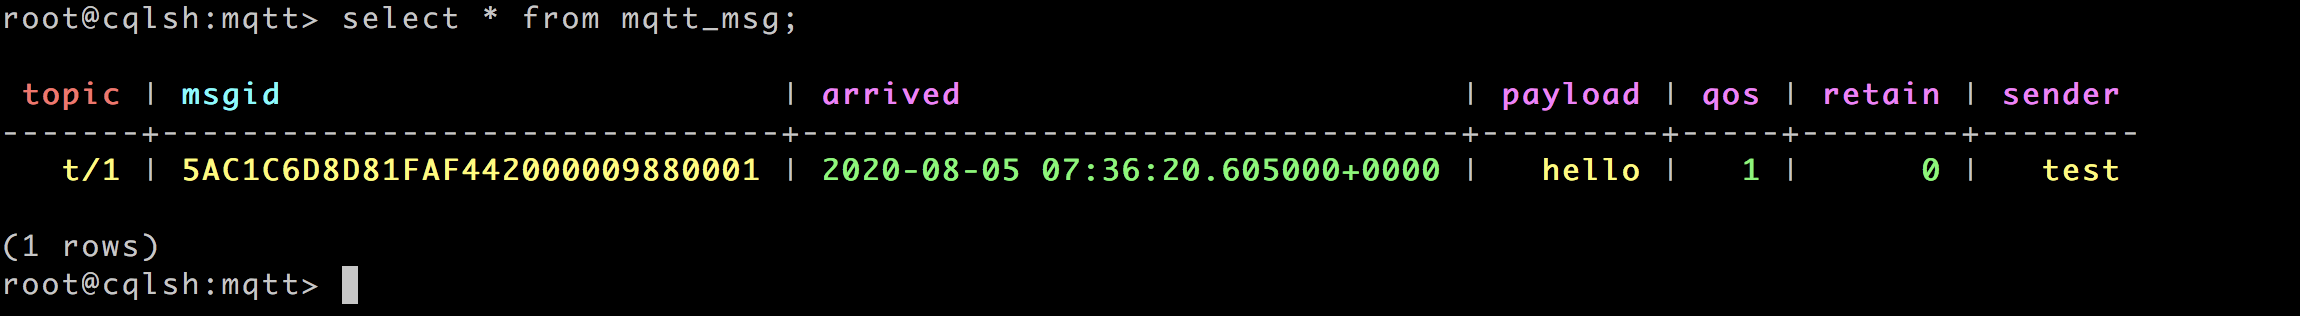 root@cqlsh:mqtt> select * from mqtt_msg;
 topic | msgid                         | arrived                         | payload | qos | retain | sender
-------+-------------------------------+---------------------------------+---------+-----+--------+--------
   t/1 | 5AC1C6D8D81FAF442000009880001 | 2020-08-05 07:36:20.605000+0000 |   hello |   1 |      0 |   test
(1 rows)
root@cqlsh:mqtt>